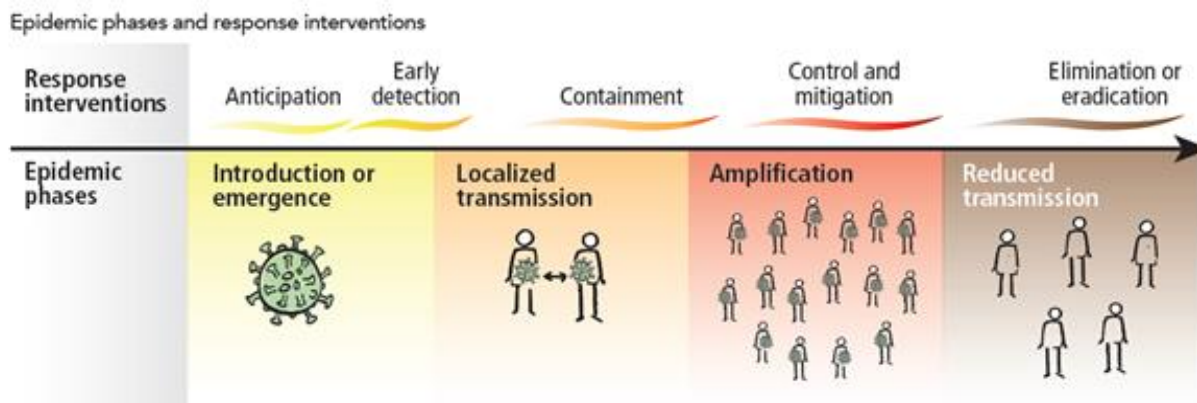 Epidemic phases and response interventions
Response
interventions
Anticipation
Early
detection
Containment
Control and
mitigation
Elimination or
eradication
Epidemic
phases
Introduction or
emergence
Localized
transmission
Amplification
Reduced
transmission